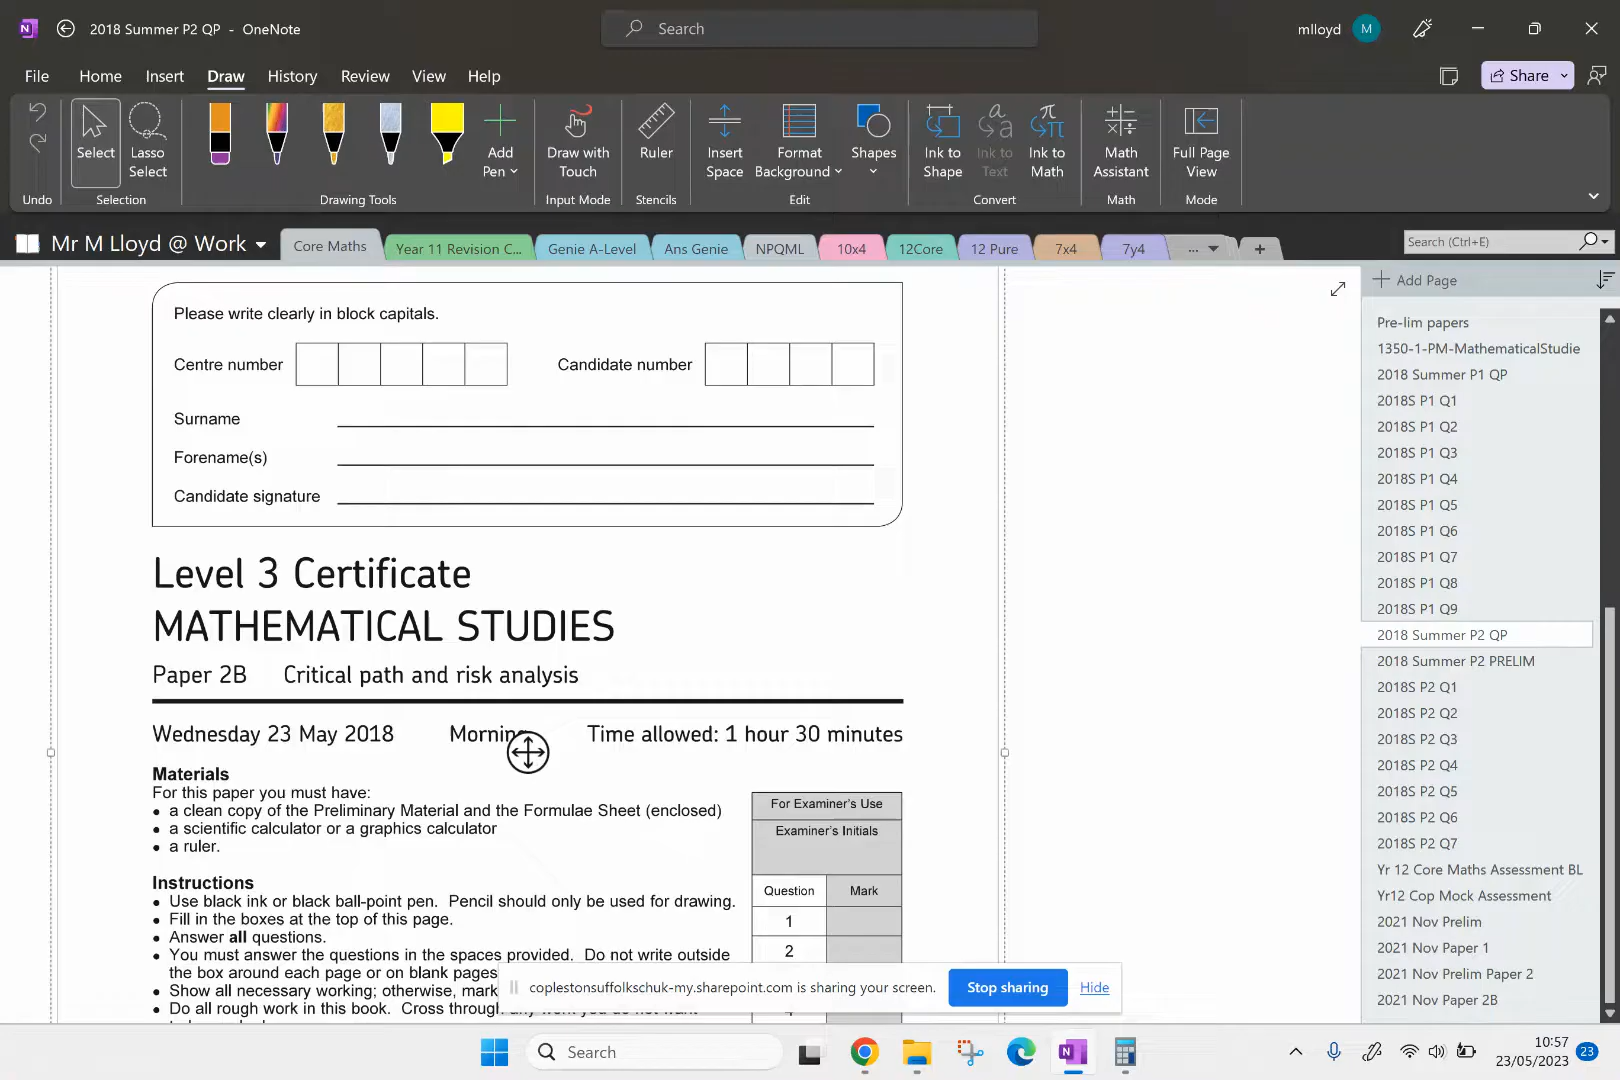 2018 Summer P2 QP - OneNote
Search
mlloyd
M
File Home Insert Draw History Review View Help
Share
Select
Lasso Select
Add Pen
Draw with Touch
Ruler
Insert Space
Format Background
Shapes
Ink to Shape
Ink to Text
Ink to Math
Math Assistant
Full Page View
Undo
Selection
Drawing Tools
Input Mode
Stencils
Edit
Convert
Math
Mode
Mr M Lloyd @ Work
Core Maths
Year 11 Revision C...
Genie A-Level
Ans Genie
NPQML
10x4
12Core
12 Pure
7x4
7y4
...
Search (Ctrl+E)
Please write clearly in block capitals.
Centre number
Candidate number
Surname
Forename(s)
Candidate signature
Level 3 Certificate
MATHEMATICAL STUDIES
Paper 2B Critical path and risk analysis
Wednesday 23 May 2018 Morning Time allowed: 1 hour 30 minutes
Materials
For this paper you must have:
• a clean copy of the Preliminary Material and the Formulae Sheet (enclosed)
• a scientific calculator or a graphics calculator
• a ruler.
Instructions
• Use black ink or black ball-point pen. Pencil should only be used for drawing.
• Fill in the boxes at the top of this page.
• Answer all questions.
• You must answer the questions in the spaces provided. Do not write outside
the box around each page or on blank pages
• Show all necessary working; otherwise, mark
• Do all rough work in this book. Cross through any work you do not want
For Examiner's Use
Examiner's Initials
Question Mark
1
2
coplestonsuffolkschuk-my.sharepoint.com is sharing your screen.
Stop sharing
Hide
Add Page
Pre-lim papers
1350-1-PM-MathematicalStudie
2018 Summer P1 QP
2018S P1 Q1
2018S P1 Q2
2018S P1 Q3
2018S P1 Q4
2018S P1 Q5
2018S P1 Q6
2018S P1 Q7
2018S P1 Q8
2018S P1 Q9
2018 Summer P2 QP
2018 Summer P2 PRELIM
2018S P2 Q1
2018S P2 Q2
2018S P2 Q3
2018S P2 Q4
2018S P2 Q5
2018S P2 Q6
2018S P2 Q7
Yr 12 Core Maths Assessment BL
Yr12 Cop Mock Assessment
2021 Nov Prelim
2021 Nov Paper 1
2021 Nov Prelim Paper 2
2021 Nov Paper 2B
Search
10:57
23/05/2023
23